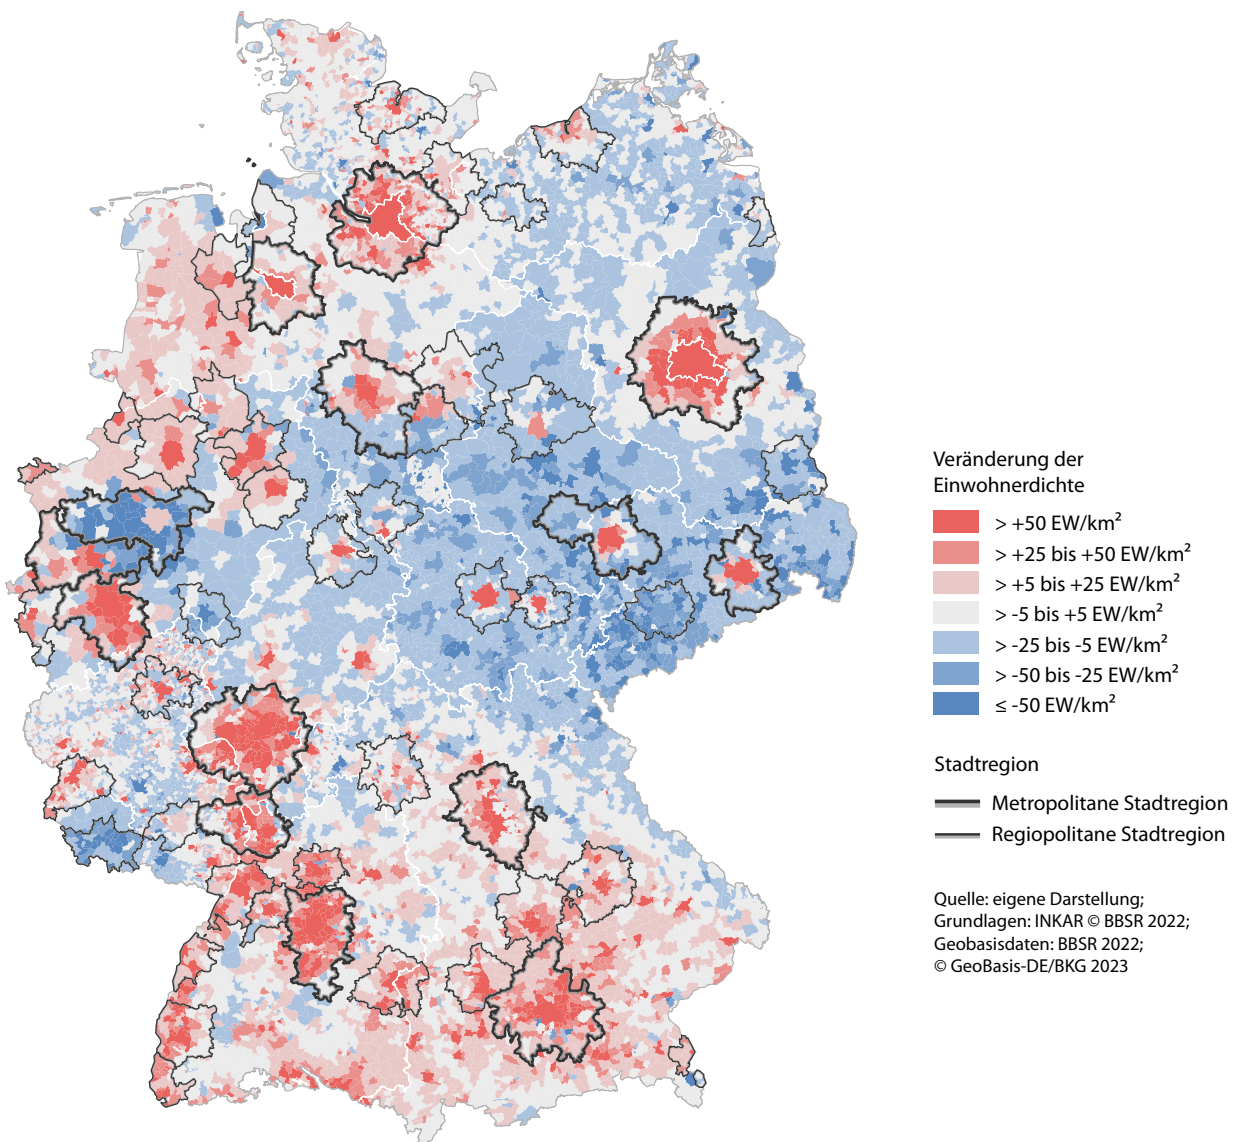 Veränderung der
Einwohnerdichte
> +50 EW/km²
> +25 bis +50 EW/km²
> +5 bis +25 EW/km²
> -5 bis +5 EW/km²
> -25 bis -5 EW/km²
> -50 bis -25 EW/km²
≤ -50 EW/km²
Stadtregion
Metropolitane Stadtregion
Regiopolitane Stadtregion
Quelle: eigene Darstellung;
Grundlagen: INKAR © BBSR 2022;
Geobasisdaten: BBSR 2022;
© GeoBasis-DE/BKG 2023